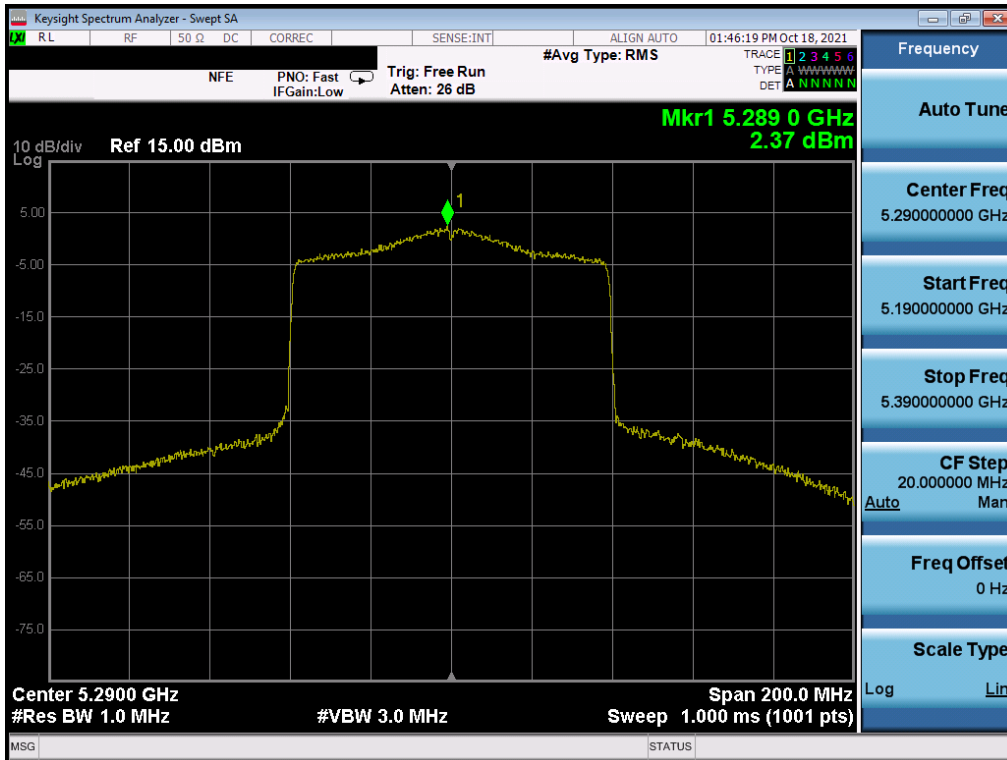 Keysight Spectrum Analyzer - Swept SA
LXI RL RF 50 Ω DC CORREC SENSE:INT ALIGN AUTO 01:46:19 PM Oct 18, 2021
NFE PNO: Fast IFGain:Low Trig: Free Run Atten: 26 dB #Avg Type: RMS
TRACE 1 2 3 4 5 6
TYPE A W W W W W
DET A N N N N N
Mkr1 5.289 0 GHz
2.37 dBm
10 dB/div Ref 15.00 dBm
Log
1
5.00
-5.00
-15.0
-25.0
-35.0
-45.0
-55.0
-65.0
-75.0
Center 5.2900 GHz Span 200.0 MHz
#Res BW 1.0 MHz #VBW 3.0 MHz Sweep 1.000 ms (1001 pts)
MSG STATUS
Frequency
Auto Tune
Center Freq
5.290000000 GHz
Start Freq
5.190000000 GHz
Stop Freq
5.390000000 GHz
CF Step
20.000000 MHz
Auto Man
Freq Offset
0 Hz
Scale Type
Log Lin